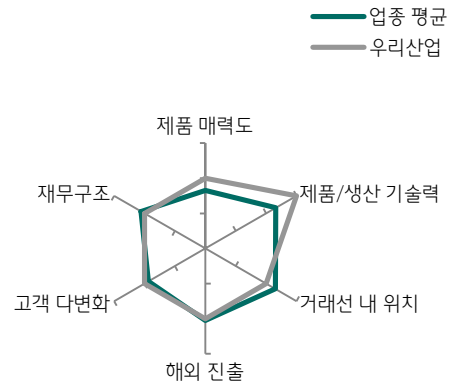 업종 평균
우리산업
제품 매력도
재무구조
제품/생산 기술력
고객 다변화
거래선 내 위치
해외 진출